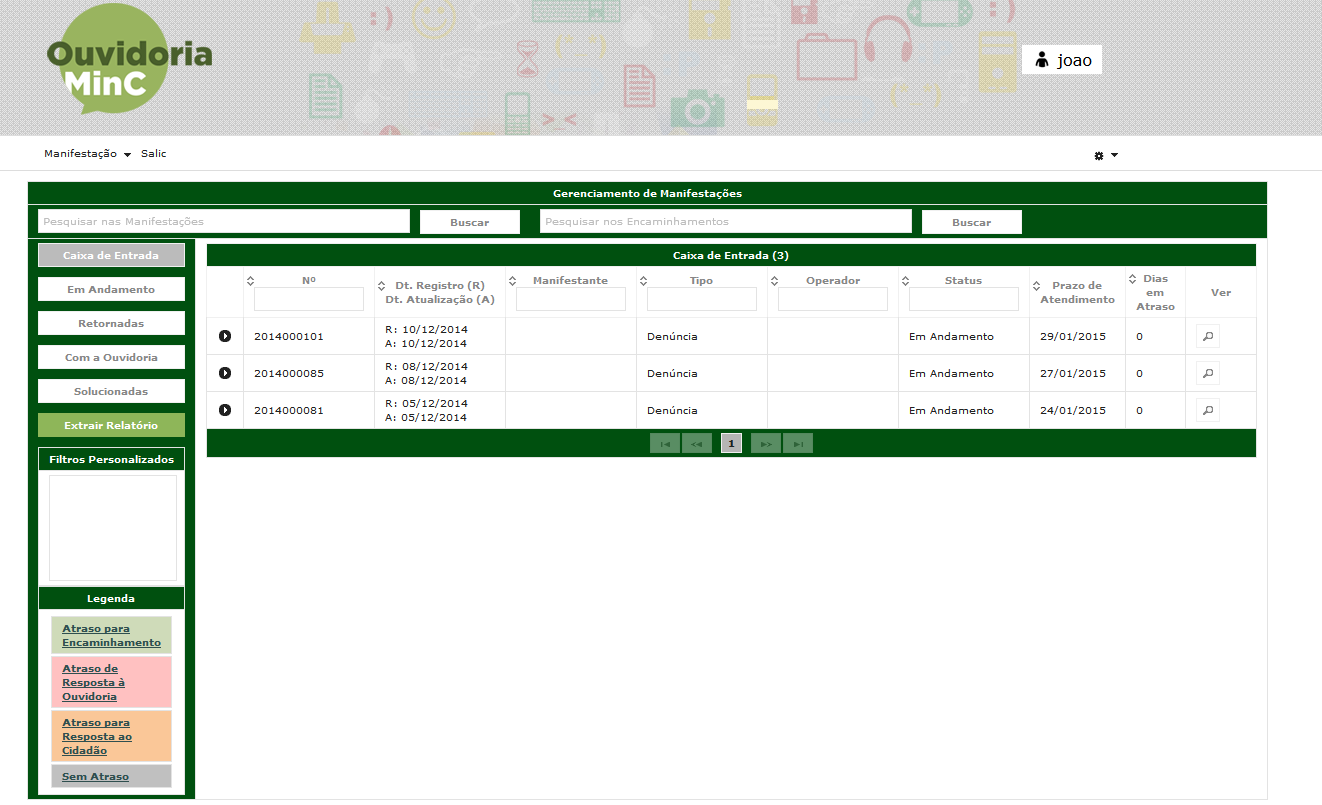 Ouvidoria
MinC
joao
Manifestação
Salic
Gerenciamento de Manifestações
Pesquisar nas Manifestações
Buscar
Pesquisar nos Encaminhamentos
Buscar
Caixa de Entrada
Em Andamento
Retornadas
Com a Ouvidoria
Solucionadas
Extrair Relatório
Filtros Personalizados
Legenda
Atraso para
Encaminhamento
Atraso de
Resposta à
Ouvidoria
Atraso para
Resposta ao
Cidadão
Sem Atraso
Caixa de Entrada (3)
Nº
Dt. Registro (R)
Dt. Atualização (A)
Manifestante
Tipo
Operador
Status
Prazo de
Atendimento
Dias
em
Atraso
Ver
2014000101
R: 10/12/2014
A: 10/12/2014
Denúncia
Em Andamento
29/01/2015
0
2014000085
R: 08/12/2014
A: 08/12/2014
Denúncia
Em Andamento
27/01/2015
0
2014000081
R: 05/12/2014
A: 05/12/2014
Denúncia
Em Andamento
24/01/2015
0
1